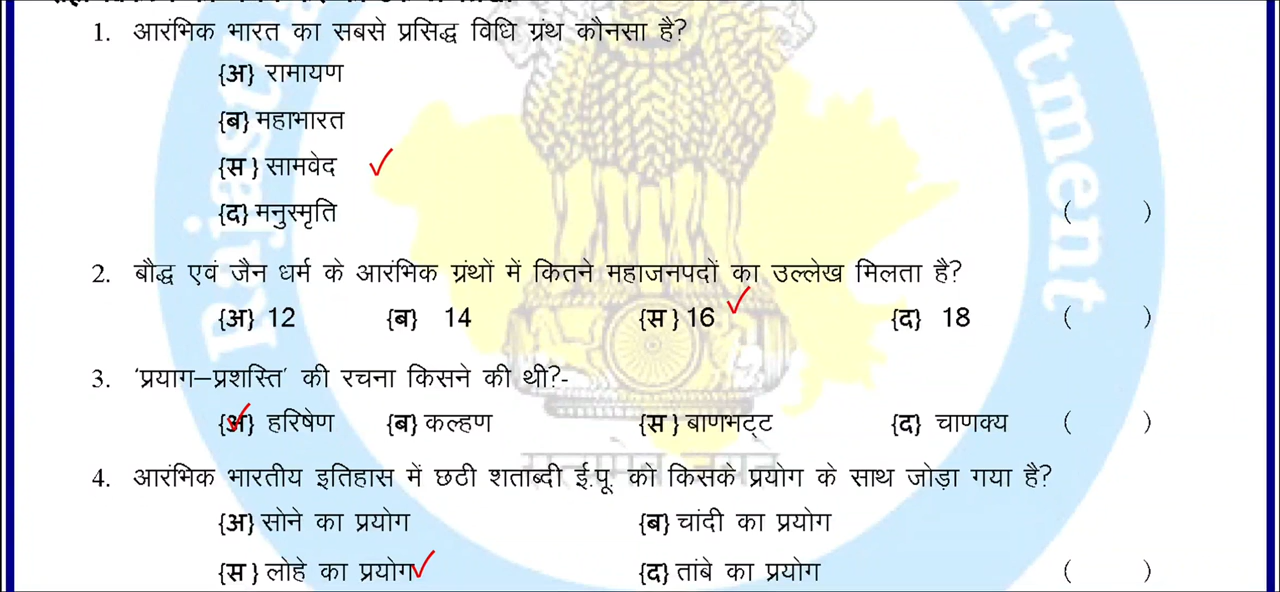 1. आरंभिक भारत का सबसे प्रसिद्ध विधि ग्रंथ कौनसा है?
{अ} रामायण
{ब} महाभारत
{स } सामवेद
{द} मनुस्मृति ( )
2. बौद्ध एवं जैन धर्म के आरंभिक ग्रंथों में कितने महाजनपदों का उल्लेख मिलता है?
{अ} 12 {ब} 14 {स } 16 {द} 18 ( )
3. 'प्रयाग–प्रशस्ति' की रचना किसने की थी?-
{अ} हरिषेण {ब} कल्हण {स } बाणभट्ट {द} चाणक्य ( )
4. आरंभिक भारतीय इतिहास में छठी शताब्दी ई.पू. को किसके प्रयोग के साथ जोड़ा गया है?
{अ} सोने का प्रयोग {ब} चांदी का प्रयोग
{स } लोहे का प्रयोग {द} तांबे का प्रयोग ( )